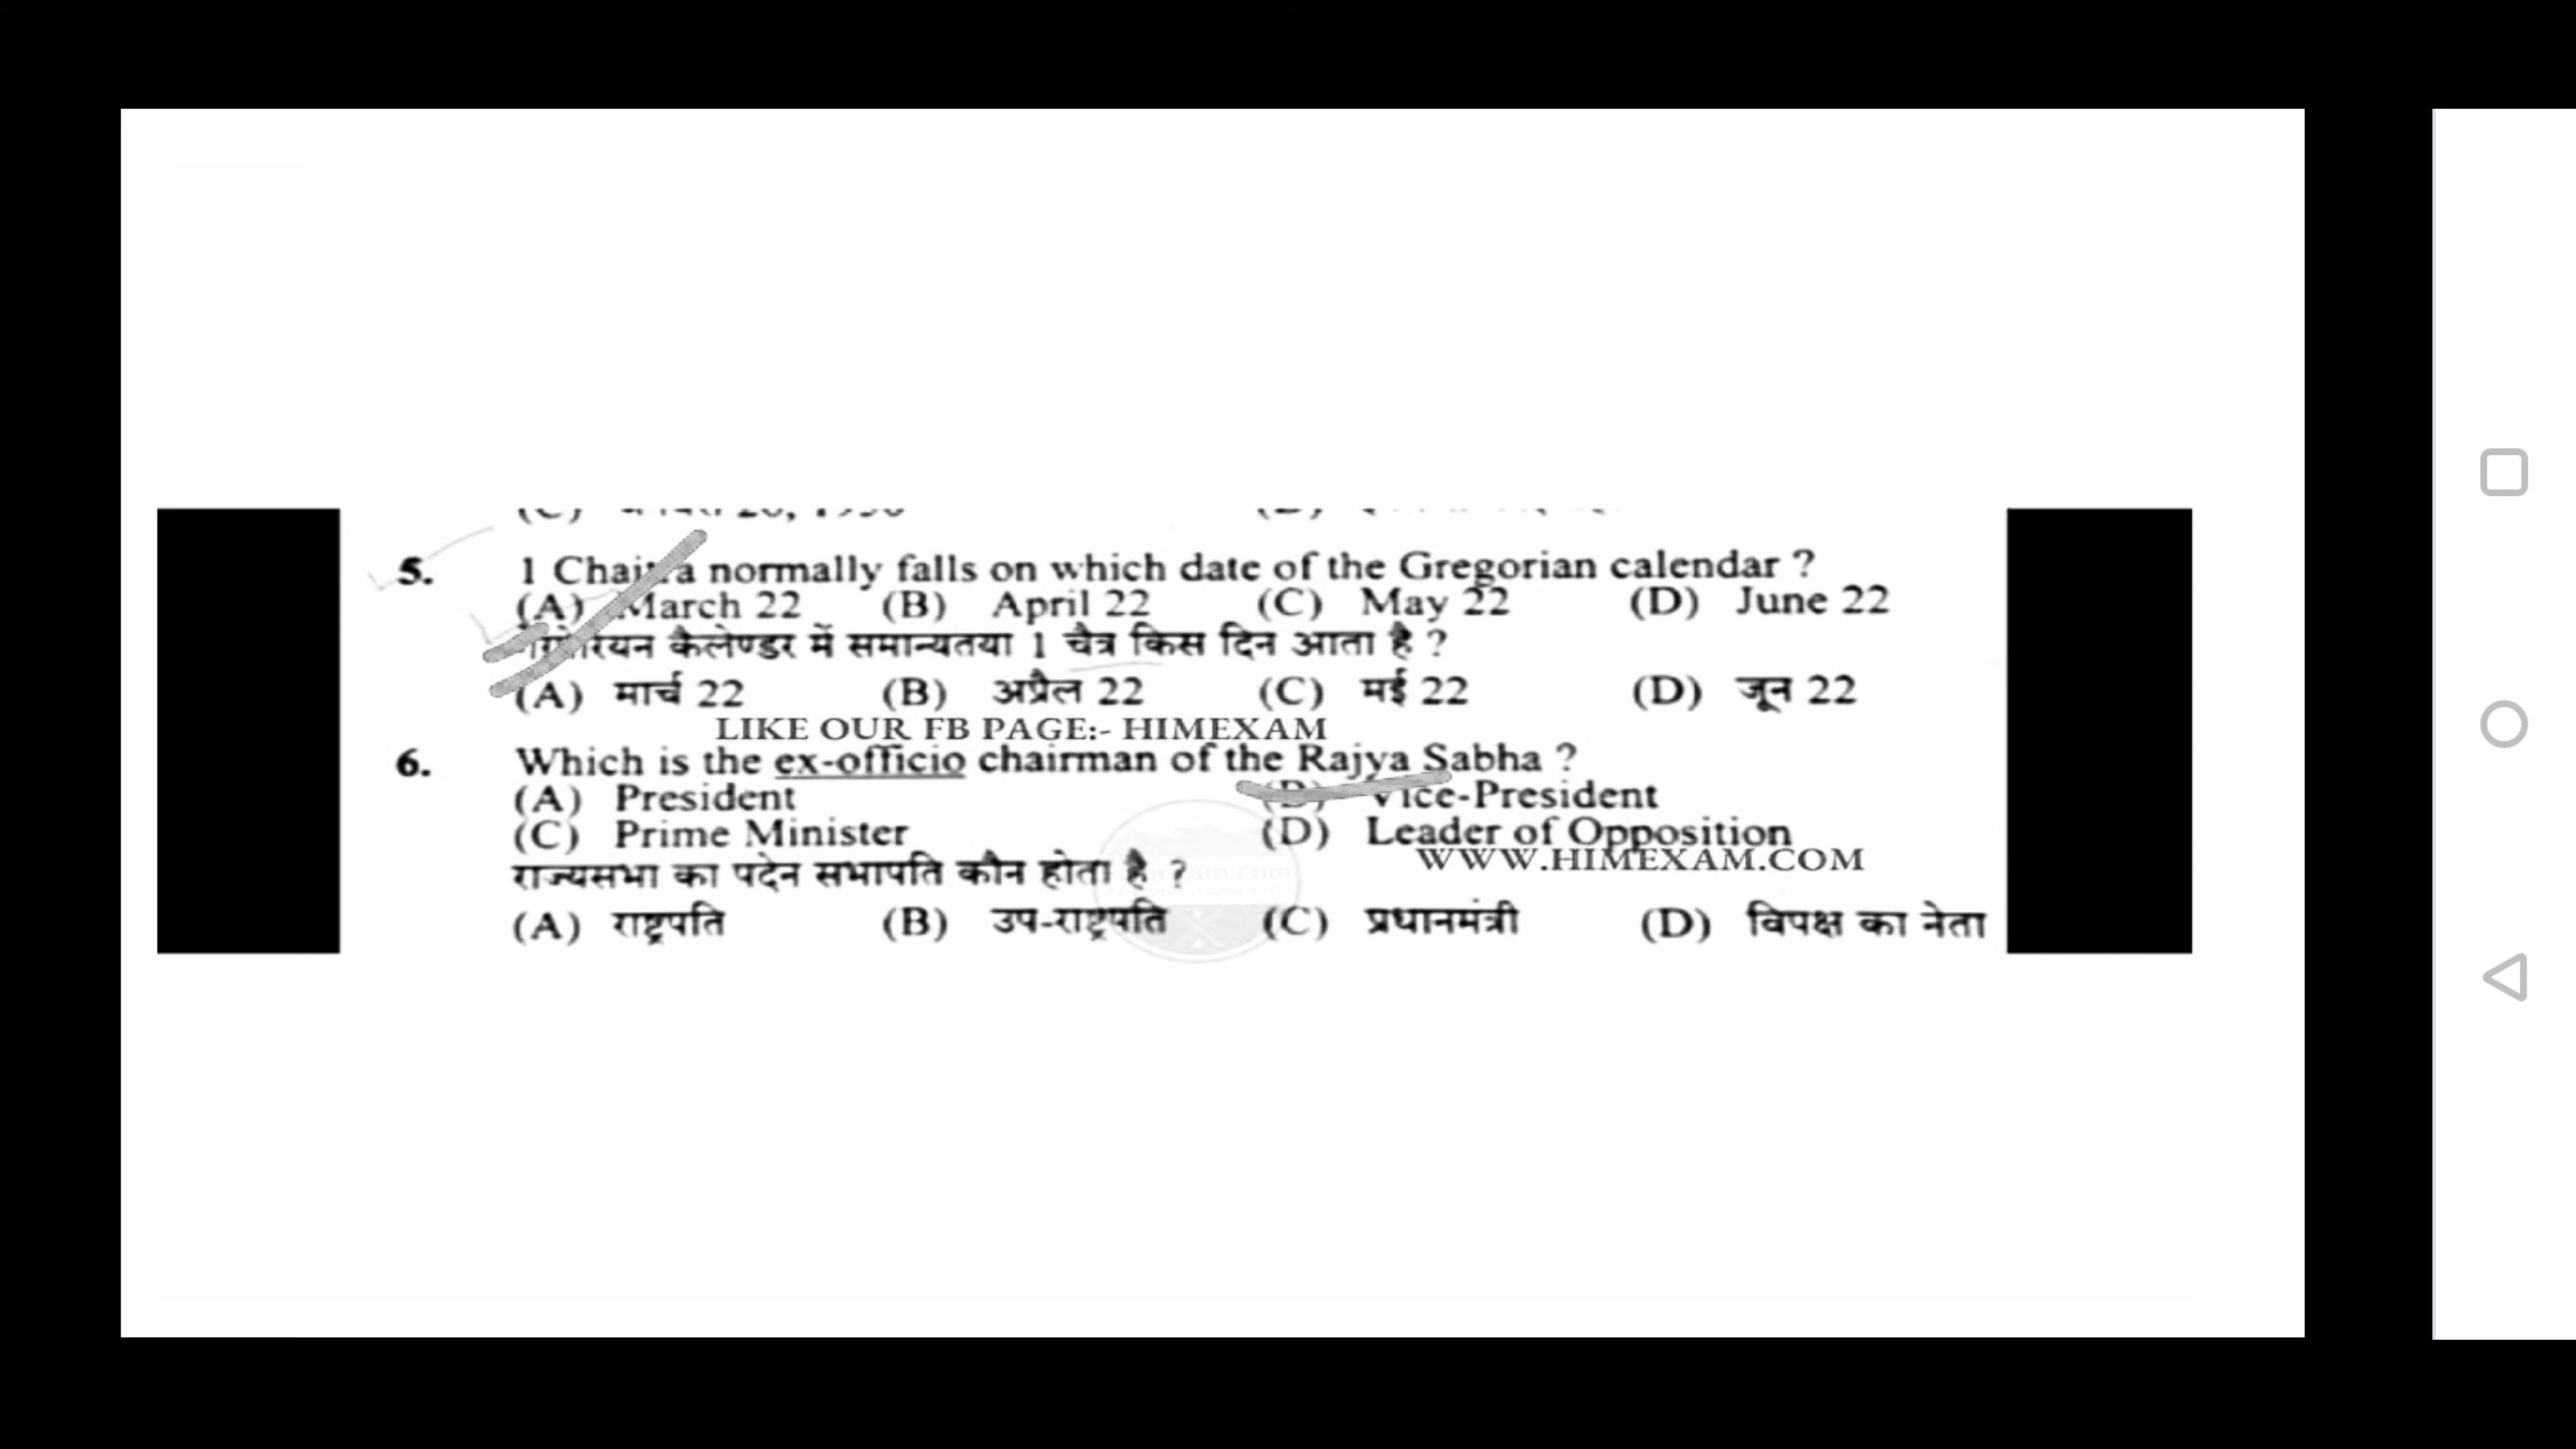 5. 1 Chaitra normally falls on which date of the Gregorian calendar ?
(A) March 22 (B) April 22 (C) May 22 (D) June 22
कैलेण्डर में समान्यतया 1 चैत्र किस दिन आता है ?
(A) मार्च 22 (B) अप्रैल 22 (C) मई 22 (D) जून 22
LIKE OUR FB PAGE:- HIMEXAM
6. Which is the ex-officio chairman of the Rajya Sabha ?
(A) President (B) Vice-President
(C) Prime Minister (D) Leader of Opposition
WWW.HIMEXAM.COM
राज्यसभा का पदेन सभापति कौन होता है ?
(A) राष्ट्रपति (B) उप-राष्ट्रपति (C) प्रधानमंत्री (D) विपक्ष का नेता